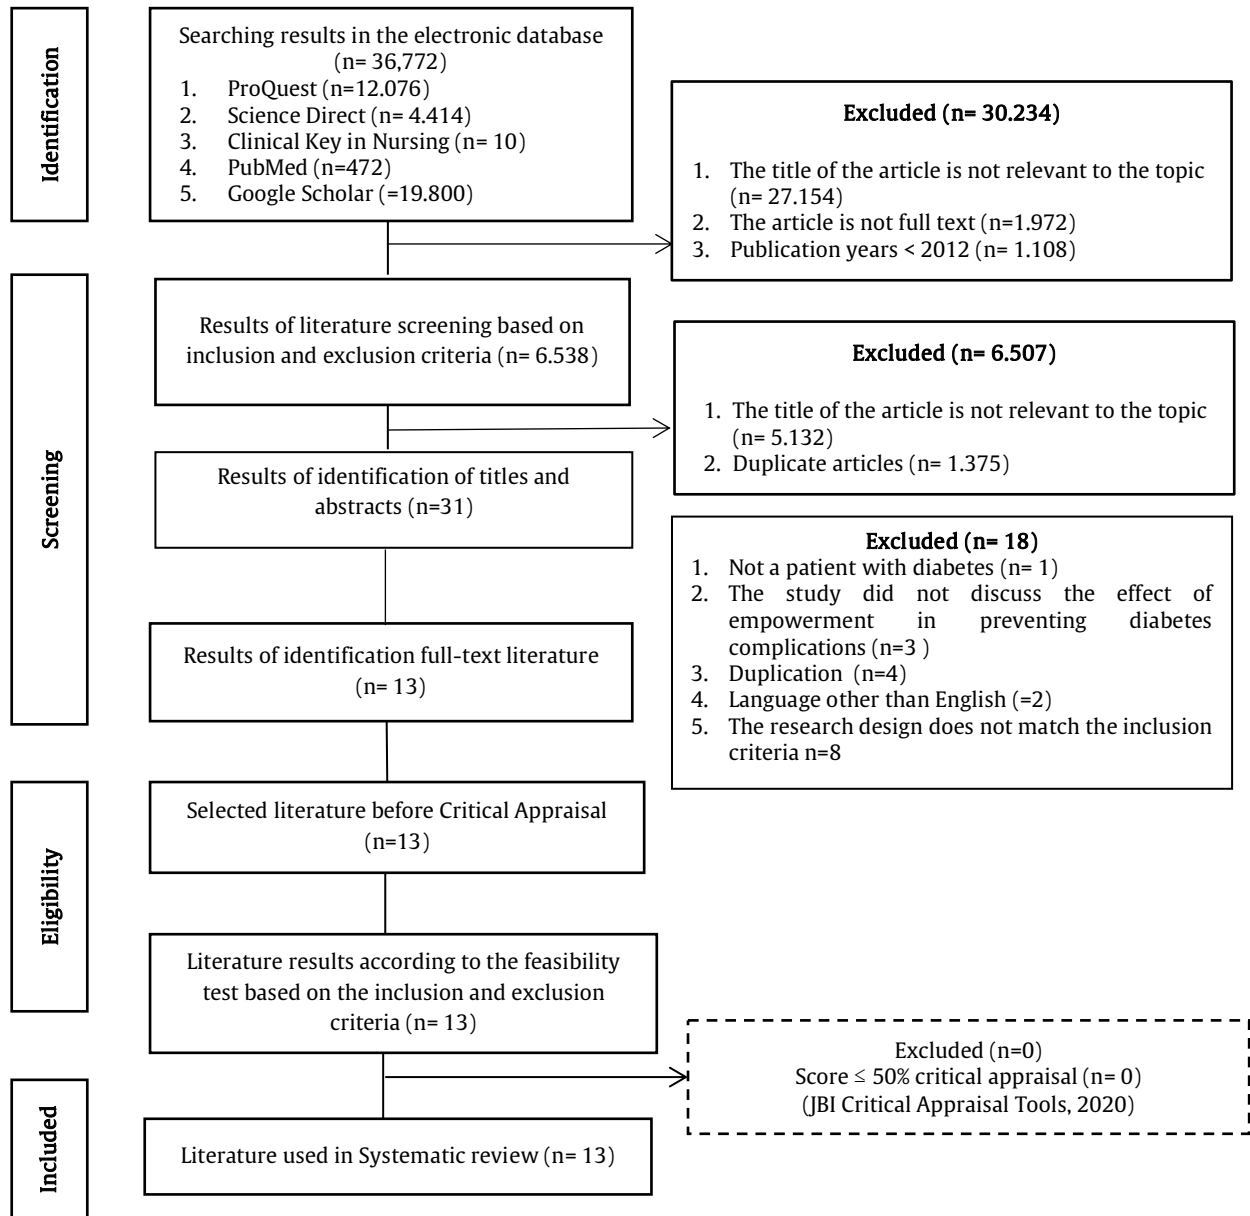 Identification
Searching results in the electronic database
(n= 36,772)
1. ProQuest (n=12.076)
2. Science Direct (n= 4.414)
3. Clinical Key in Nursing (n= 10)
4. PubMed (n=472)
5. Google Scholar (=19.800)
Excluded (n= 30.234)
1. The title of the article is not relevant to the topic
(n= 27.154)
2. The article is not full text (n=1.972)
3. Publication years < 2012 (n= 1.108)
Screening
Results of literature screening based on
inclusion and exclusion criteria (n= 6.538)
Excluded (n= 6.507)
1. The title of the article is not relevant to the topic
(n= 5.132)
2. Duplicate articles (n= 1.375)
Results of identification of titles and
abstracts (n=31)
Excluded (n= 18)
1. Not a patient with diabetes (n= 1)
2. The study did not discuss the effect of
empowerment in preventing diabetes
complications (n=3 )
3. Duplication (n=4)
4. Language other than English (=2)
5. The research design does not match the inclusion
criteria n=8
Results of identification full-text literature
(n= 13)
Eligibility
Selected literature before Critical Appraisal
(n=13)
Literature results according to the feasibility
test based on the inclusion and exclusion
criteria (n= 13)
Excluded (n=0)
Score ≤ 50% critical appraisal (n= 0)
(JBI Critical Appraisal Tools, 2020)
Included
Literature used in Systematic review (n= 13)